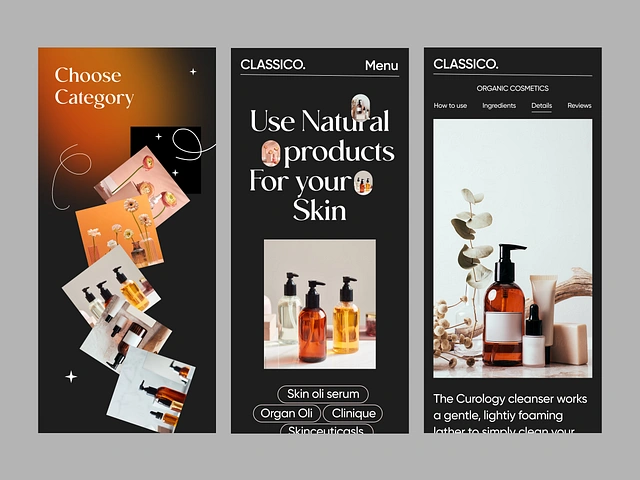 Choose
Category
CLASSICO.
Menu
Use Natural
products
For your
Skin
Skin oli serum
Organ Oli
Clinique
Skinceuticasls
CLASSICO.
ORGANIC COSMETICS
How to use
Ingredients
Details
Reviews
The Curology cleanser works
a gentle, lightiy foaming
lather to simply clean your